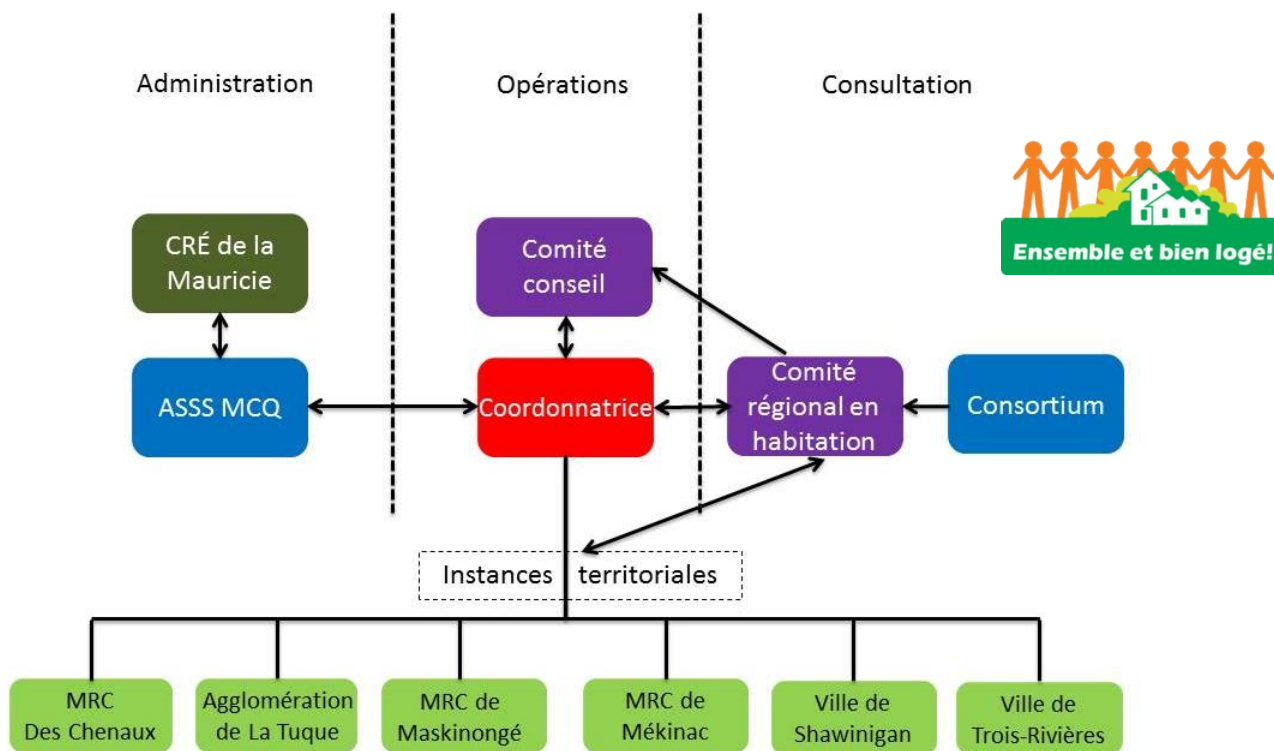 Administration
Opérations
Consultation
Ensemble et bien logé!
CRÉ de la
Mauricie
Comité
conseil
ASSS MCQ
Coordonnatrice
Comité
régional en
habitation
Consortium
Instances territoriales
MRC
Des Chenaux
Agglomération
de La Tuque
MRC de
Maskinongé
MRC de
Mékinac
Ville de
Shawinigan
Ville de
Trois-Rivières